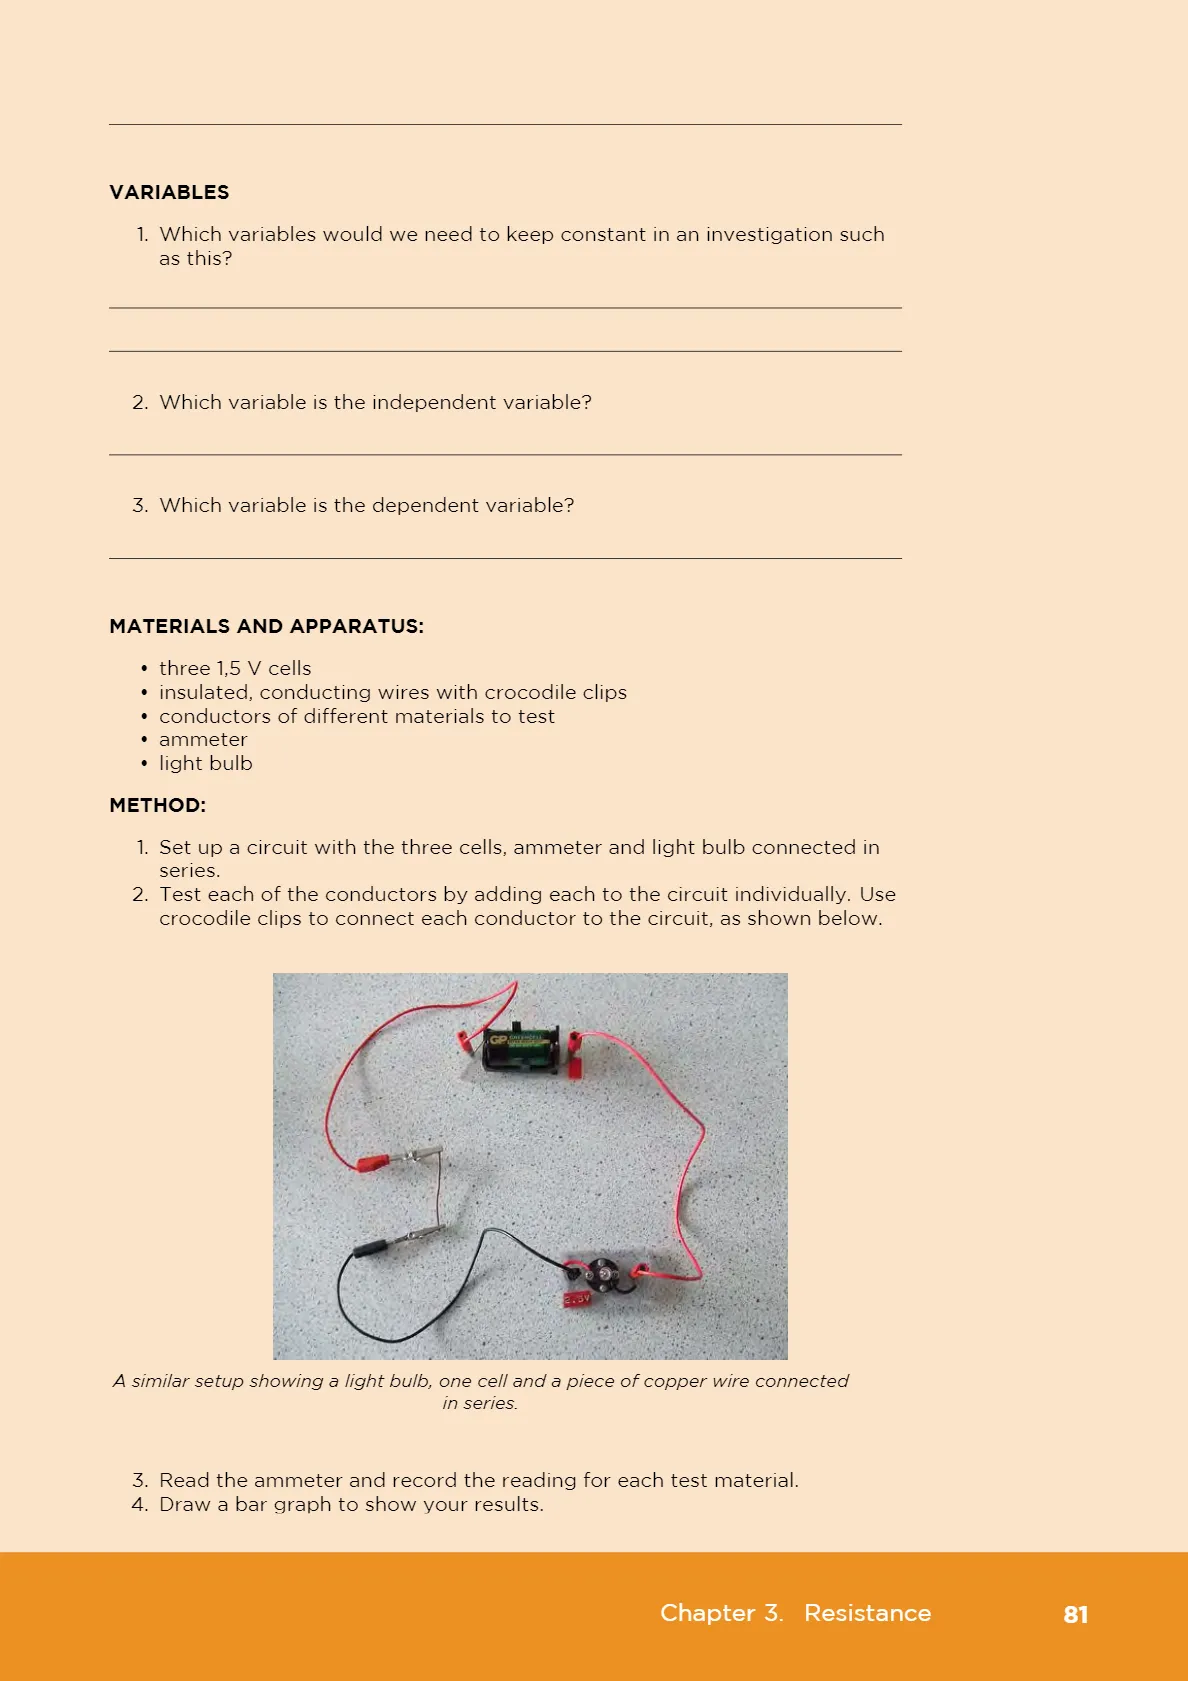 VARIABLES
1. Which variables would we need to keep constant in an investigation such
as this?
2. Which variable is the independent variable?
3. Which variable is the dependent variable?
MATERIALS AND APPARATUS:
• three 1,5 V cells
• insulated, conducting wires with crocodile clips
• conductors of different materials to test
• ammeter
• light bulb
METHOD:
1. Set up a circuit with the three cells, ammeter and light bulb connected in
series.
2. Test each of the conductors by adding each to the circuit individually. Use
crocodile clips to connect each conductor to the circuit, as shown below.
GP
GREENCELL
2.5V
A similar setup showing a light bulb, one cell and a piece of copper wire connected
in series.
3. Read the ammeter and record the reading for each test material.
4. Draw a bar graph to show your results.
Chapter 3. Resistance 81